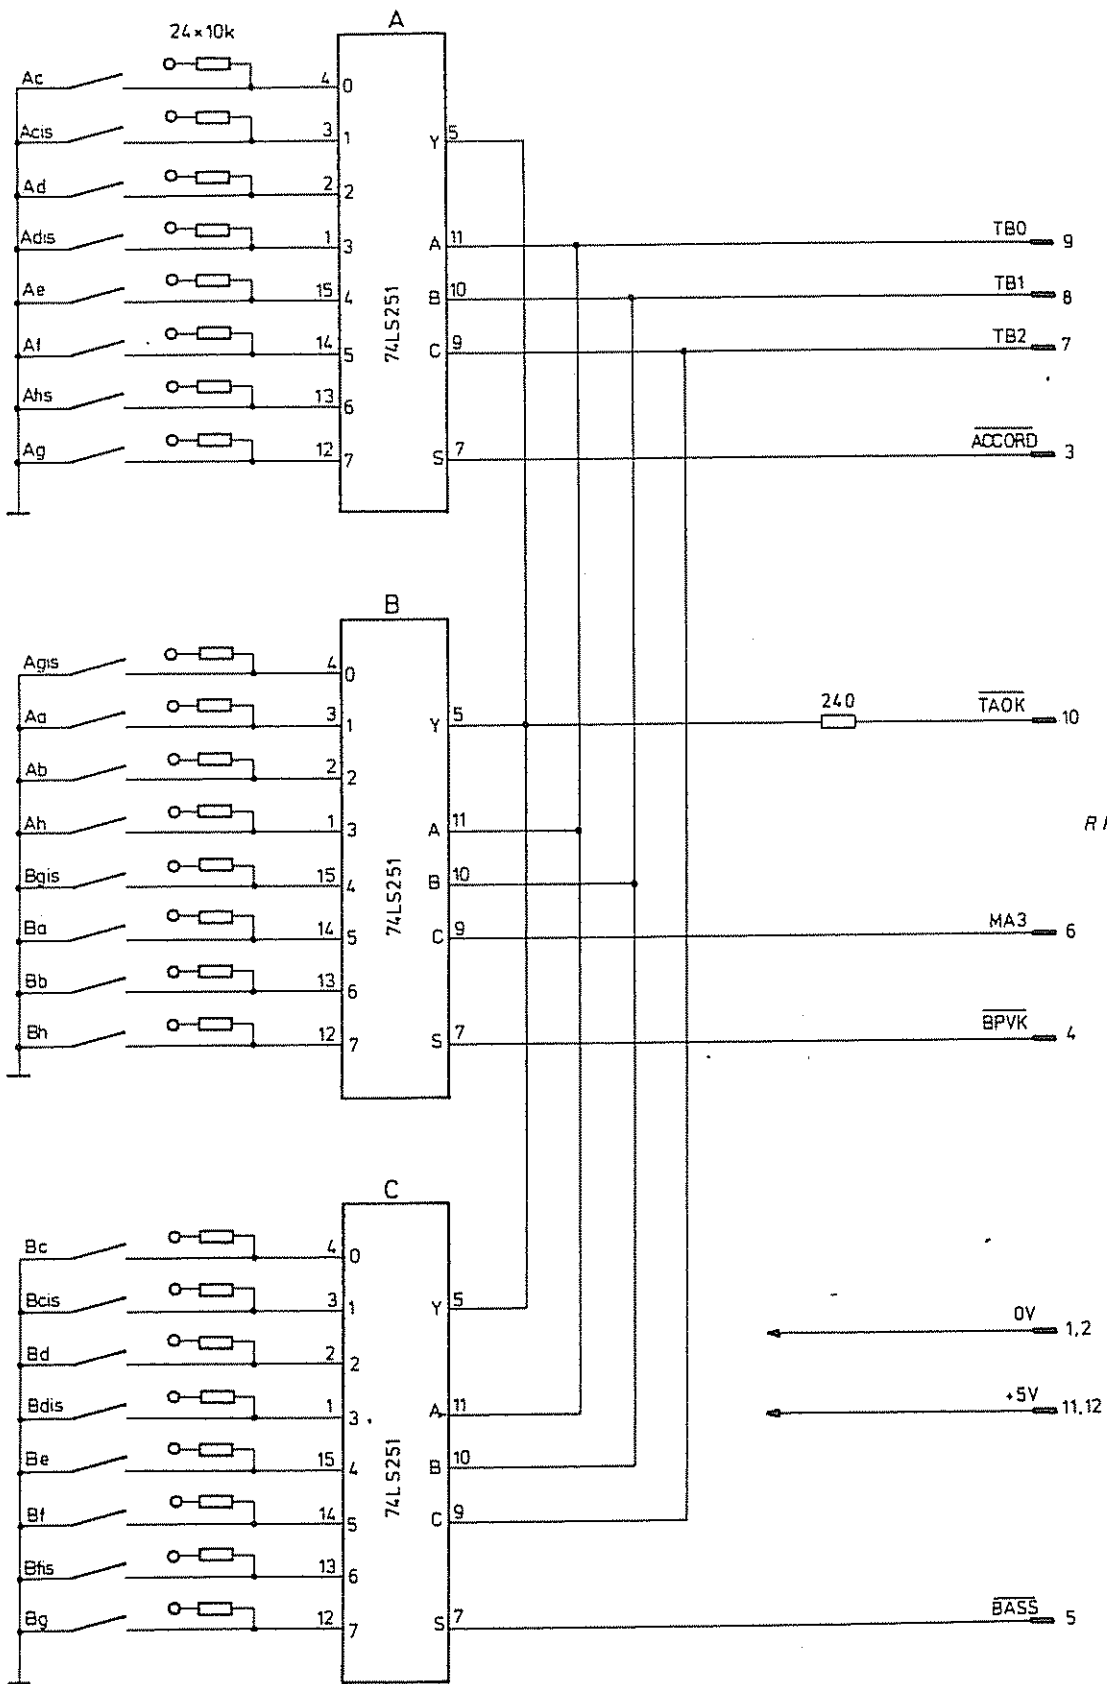 24×10k
A
Ac
4
0
Acis
3
1
Y
5
Ad
2
2
Adis
1
3
A
11
TB0
9
Ae
15
4
B
10
TB1
8
Af
14
5
C
9
TB2
7
Afis
13
6
Ag
12
7
S
7
ACCORD
3
74LS251
B
Agis
4
0
Aa
3
1
Y
5
240
TAOK
10
Ab
2
2
Ah
1
3
A
11
R
Bgis
15
4
B
10
Ba
14
5
C
9
MA3
6
Bb
13
6
Bh
12
7
S
7
BPVK
4
74LS251
C
Bc
4
0
Bcis
3
1
Y
5
0V
1,2
Bd
2
2
Bdis
1
3
A
11
+5V
11,12
Be
15
4
B
10
Bf
14
5
C
9
Bfis
13
6
Bg
12
7
S
7
BASS
5
74LS251